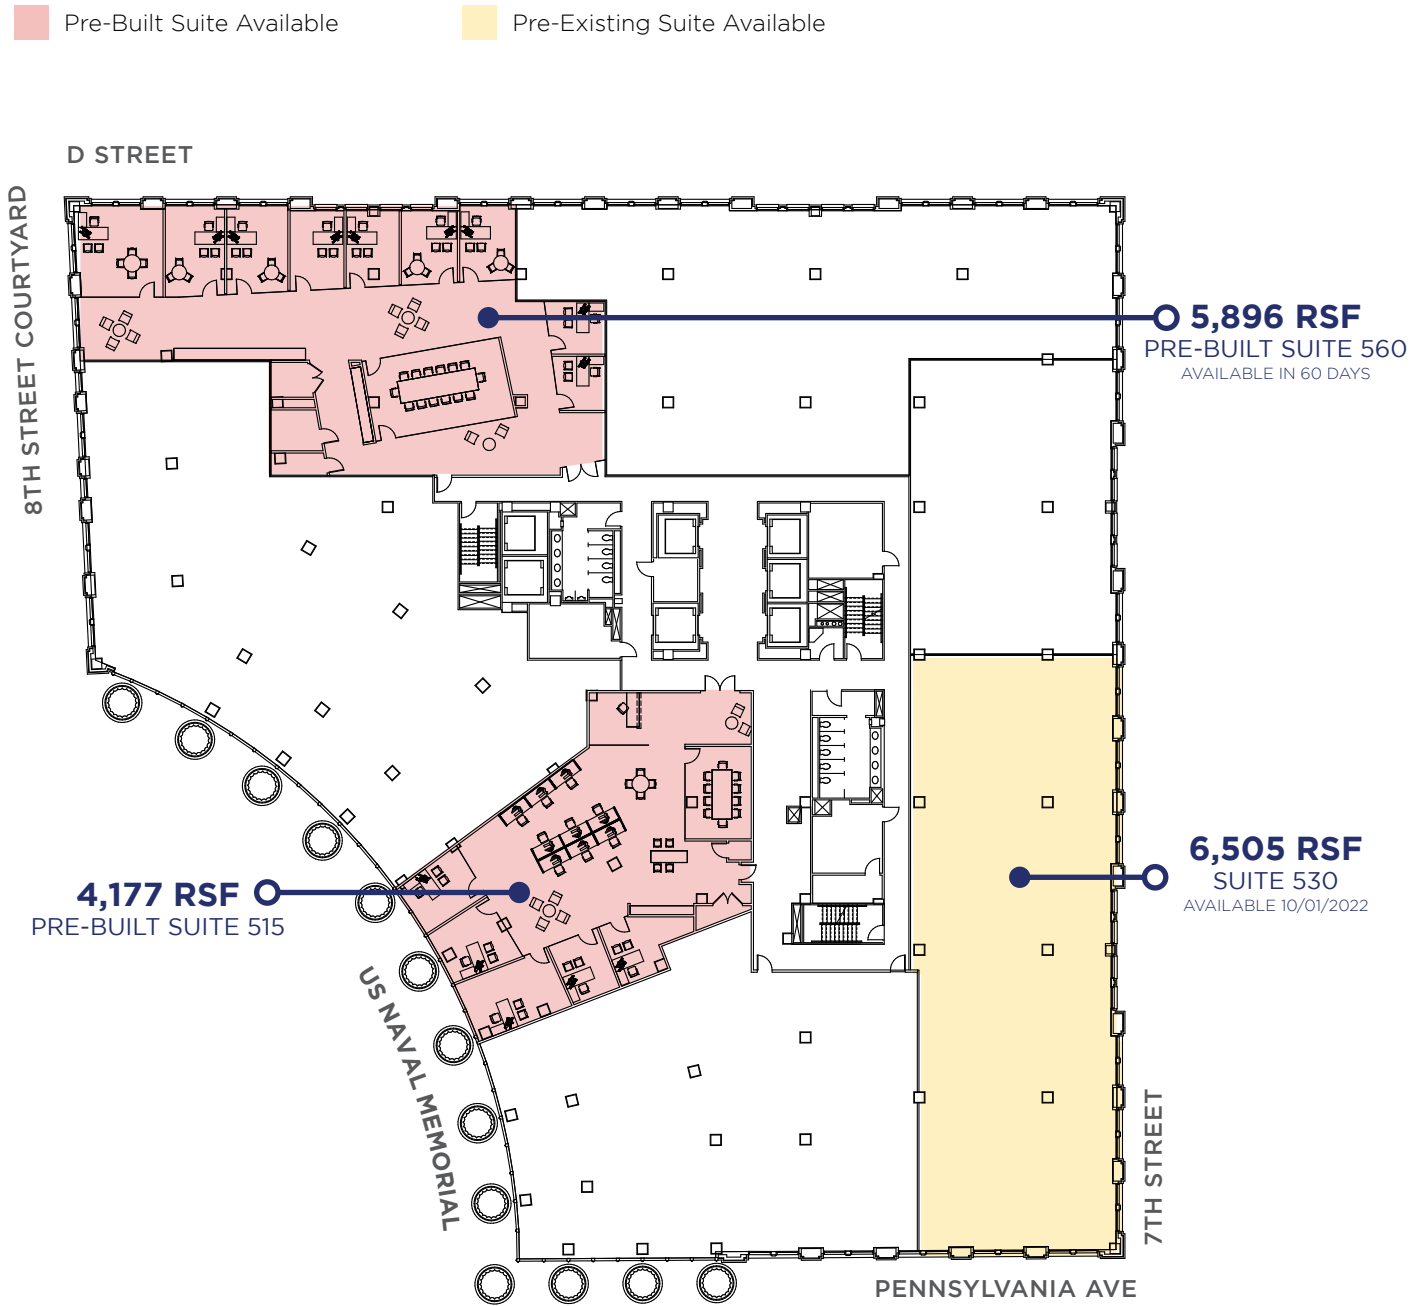 Pre-Built Suite Available
Pre-Existing Suite Available
D STREET
8TH STREET COURTYARD
5,896 RSF
PRE-BUILT SUITE 560
AVAILABLE IN 60 DAYS
6,505 RSF
SUITE 530
AVAILABLE 10/01/2022
4,177 RSF
PRE-BUILT SUITE 515
US NAVAL MEMORIAL
7TH STREET
PENNSYLVANIA AVE